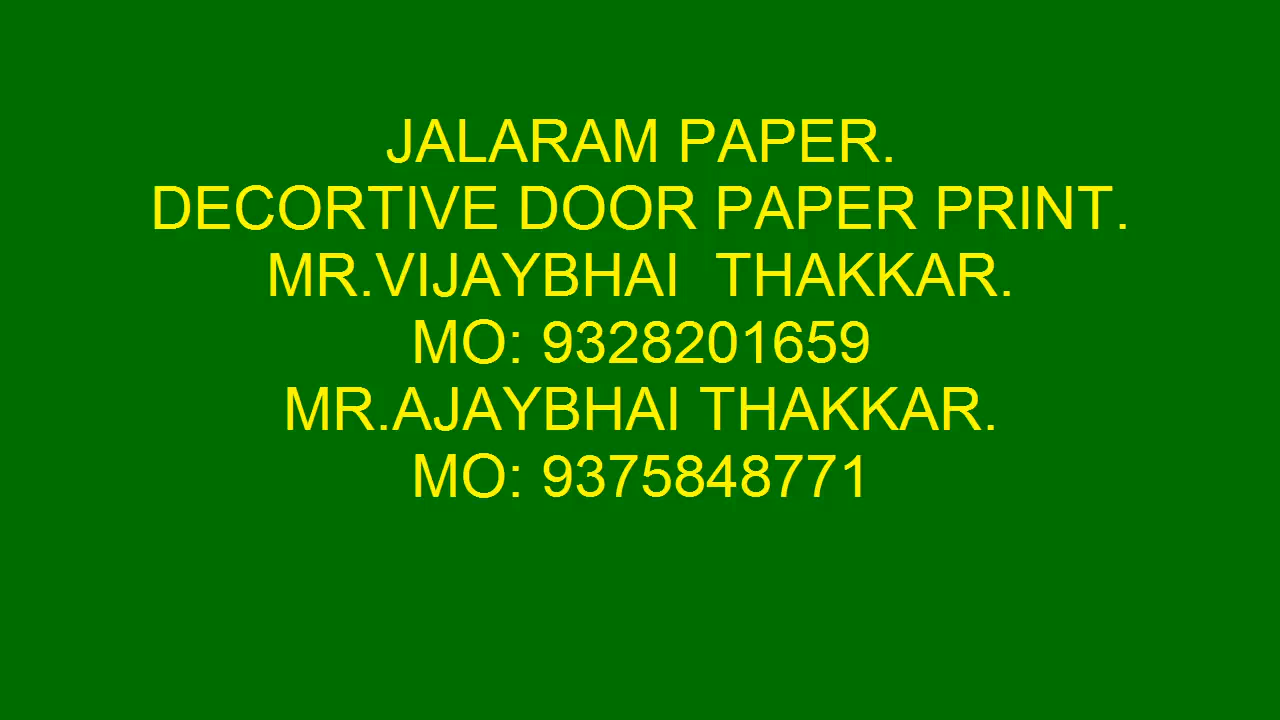 JALARAM PAPER.
DECORTIVE DOOR PAPER PRINT.
MR.VIJAYBHAI  THAKKAR.
MO: 9328201659
MR.AJAYBHAI THAKKAR.
MO: 9375848771